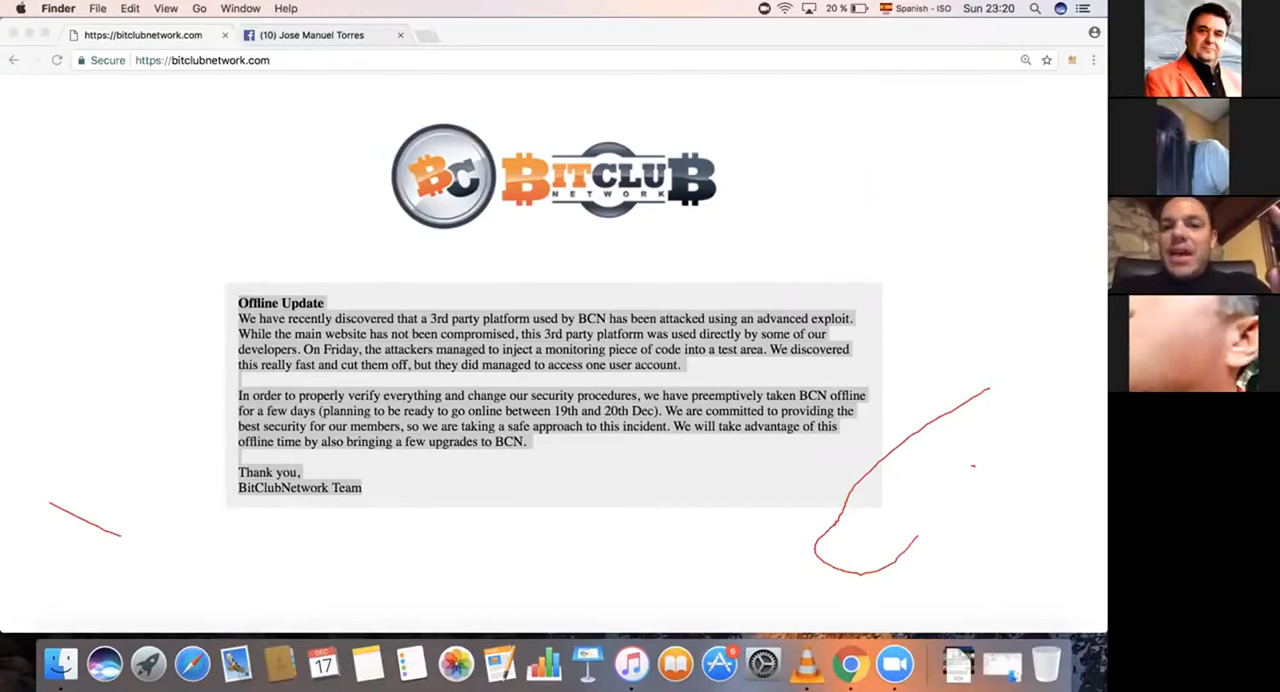 Finder File Edit View Go Window Help 20 % Spanish - ISO Sun 23:20
https://bitclubnetwork.com (10) Jose Manuel Torres
Secure https://bitclubnetwork.com
BC BITCLUB
NETWORK
Offline Update
We have recently discovered that a 3rd party platform used by BCN has been attacked using an advanced exploit.
While the main website has not been compromised, this 3rd party platform was used directly by some of our
developers. On Friday, the attackers managed to inject a monitoring piece of code into a test area. We discovered
this really fast and cut them off, but they did managed to access one user account.
In order to properly verify everything and change our security procedures, we have preemptively taken BCN offline
for a few days (planning to be ready to go online between 19th and 20th Dec). We are committed to providing the
best security for our members, so we are taking a safe approach to this incident. We will take advantage of this
offline time by also bringing a few upgrades to BCN.
Thank you,
BitClubNetwork Team
DEC
17
6